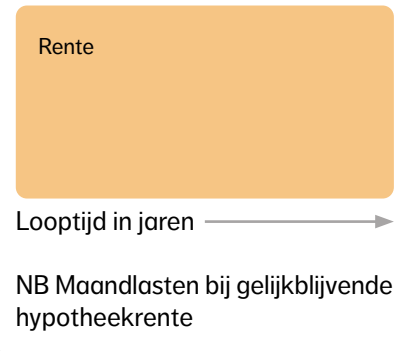 Rente
Looptijd in jaren
NB Maandlasten bij gelijkblijvende
hypotheekrente